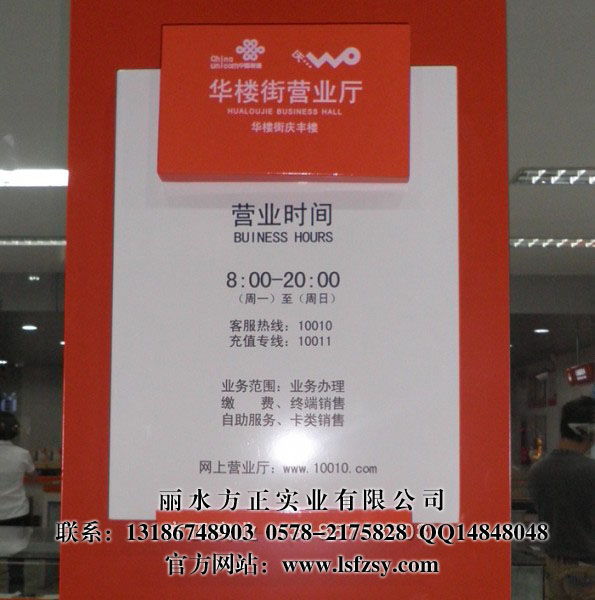 China
unicom中国联通
沃 WO
华楼街营业厅
HUALOUJIE BUSINESS HALL
华楼街庆丰楼
营业时间
BUINESS HOURS
8:00-20:00
（周一）至（周日）
客服热线：10010
充值专线：10011
业务范围：业务办理
缴　　费、终端销售
自助服务、卡类销售
网上营业厅：www.10010.com
丽水方正实业有限公司
联系：13186748903 0578-2175828 QQ14848048
官方网站：www.lsfzsy.com